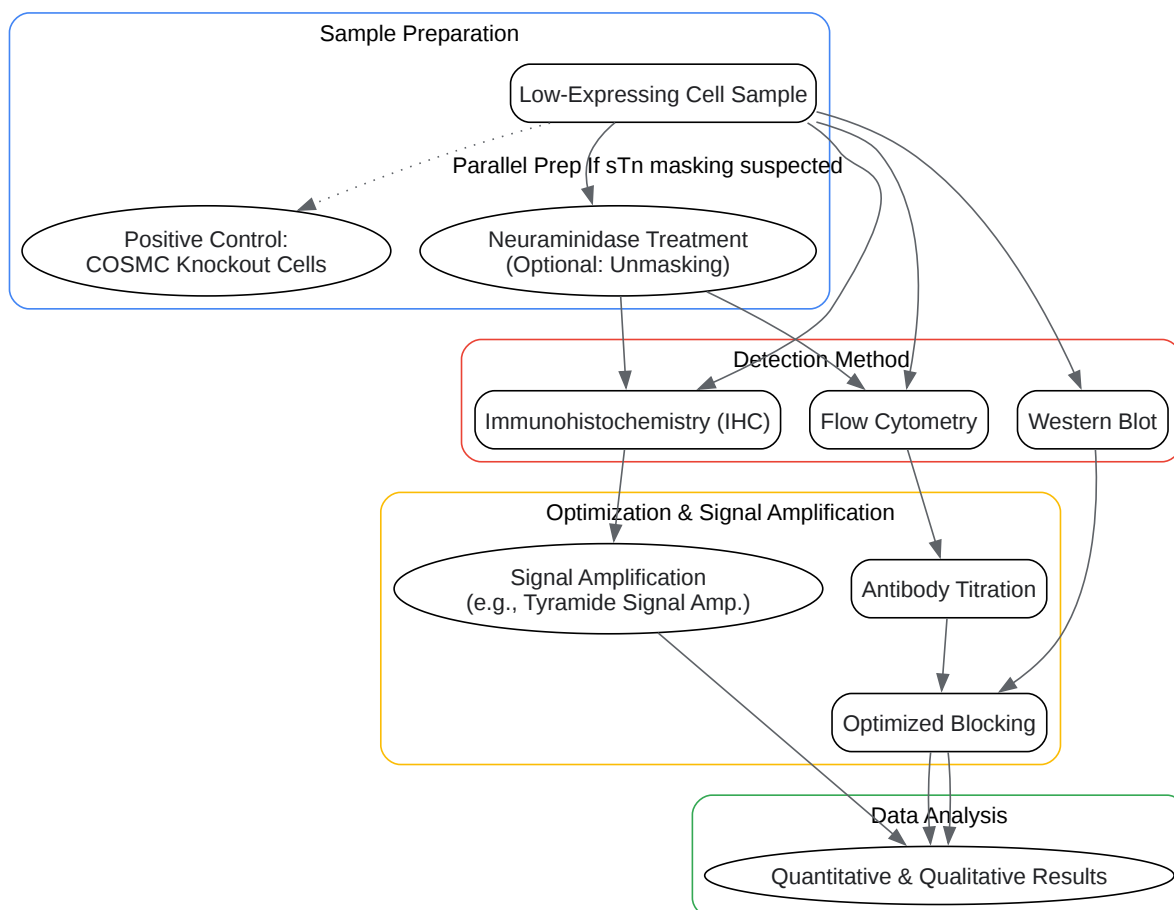 Sample Preparation
Low-Expressing Cell Sample
Parallel Prep
If sTn masking suspected
Positive Control:
COSMC Knockout Cells
Neuraminidase Treatment
(Optional: Unmasking)
Detection Method
Immunohistochemistry (IHC)
Flow Cytometry
Western Blot
Optimization & Signal Amplification
Signal Amplification
(e.g., Tyramide Signal Amp.)
Antibody Titration
Optimized Blocking
Data Analysis
Quantitative & Qualitative Results